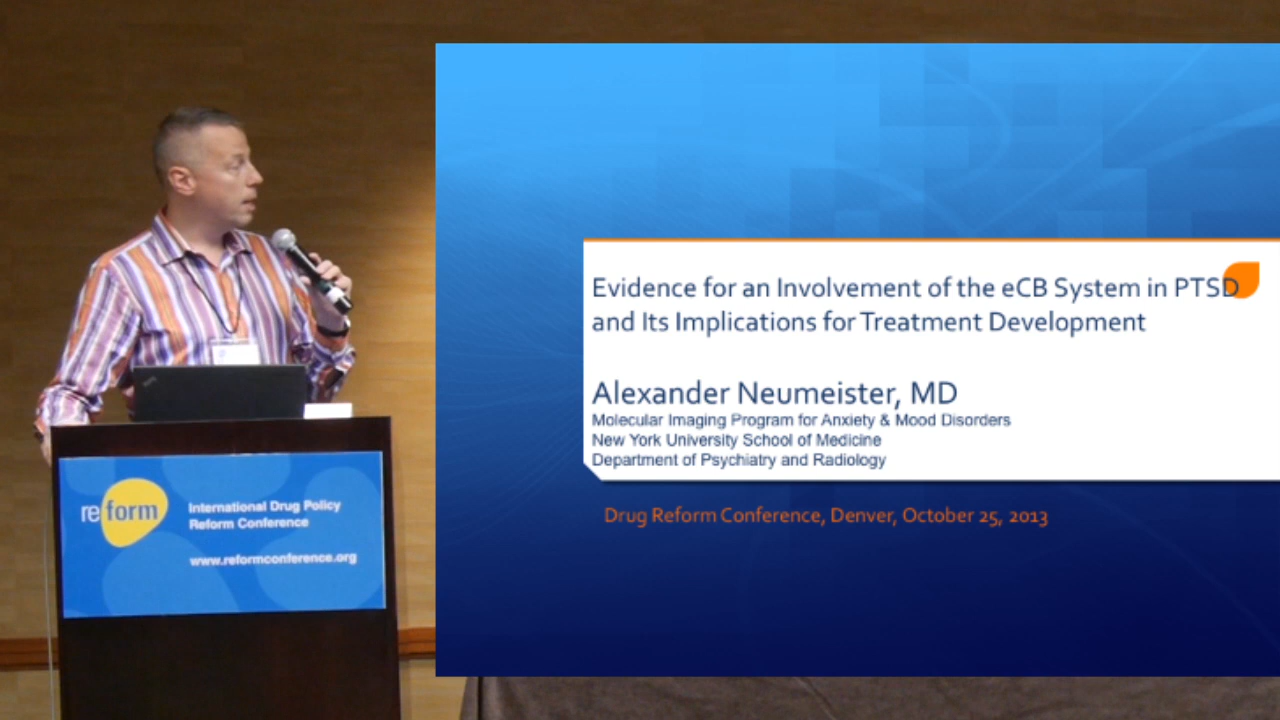 Evidence for an Involvement of the eCB System in PTSD
and Its Implications for Treatment Development
Alexander Neumeister, MD
Molecular Imaging Program for Anxiety & Mood Disorders
New York University School of Medicine
Department of Psychiatry and Radiology
Drug Reform Conference, Denver, October 25, 2013
reform
International Drug Policy
Reform Conference
www.reformconference.org